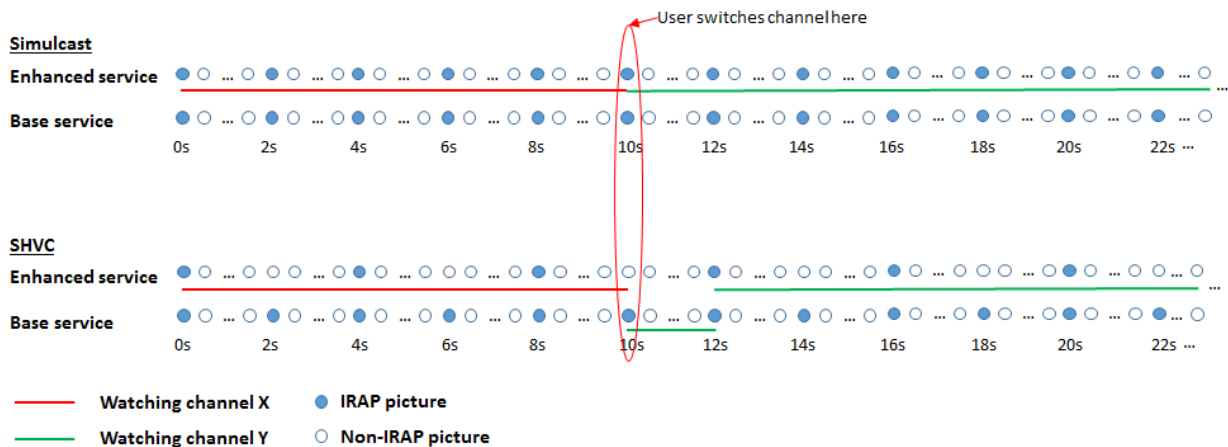 User switches channel here
Simulcast
Enhanced service ... ... ... ... ... ... ... ... ... ... ... ...
Base service ... ... ... ... ... ... ... ... ... ... ...
0s 2s 4s 6s 8s 10s 12s 14s 16s 18s 20s 22s ...
SHVC
Enhanced service ... ... ... ... ... ... ... ... ... ... ... ...
Base service ... ... ... ... ... ... ... ... ... ... ...
0s 2s 4s 6s 8s 10s 12s 14s 16s 18s 20s 22s ...
Watching channel X IRAP picture
Watching channel Y Non-IRAP picture